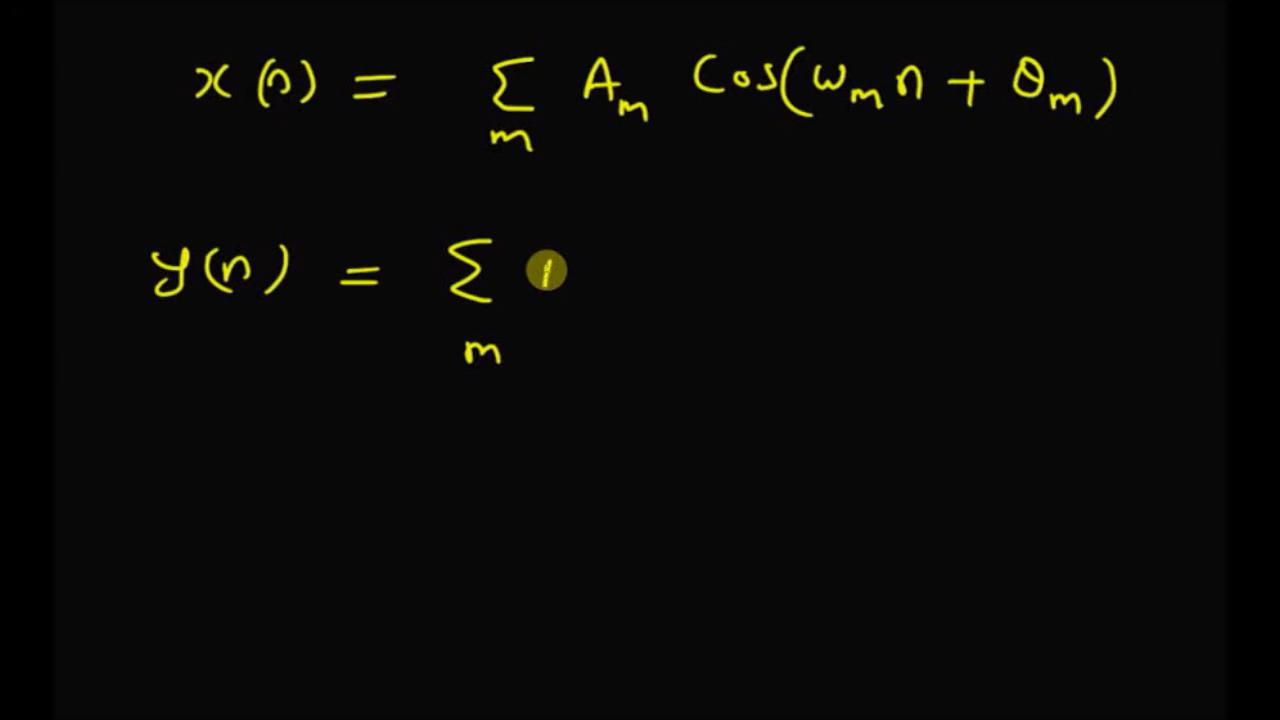 x(n) = Σ_m A_m Cos(ω_m n + θ_m)
y(n) = Σ_m